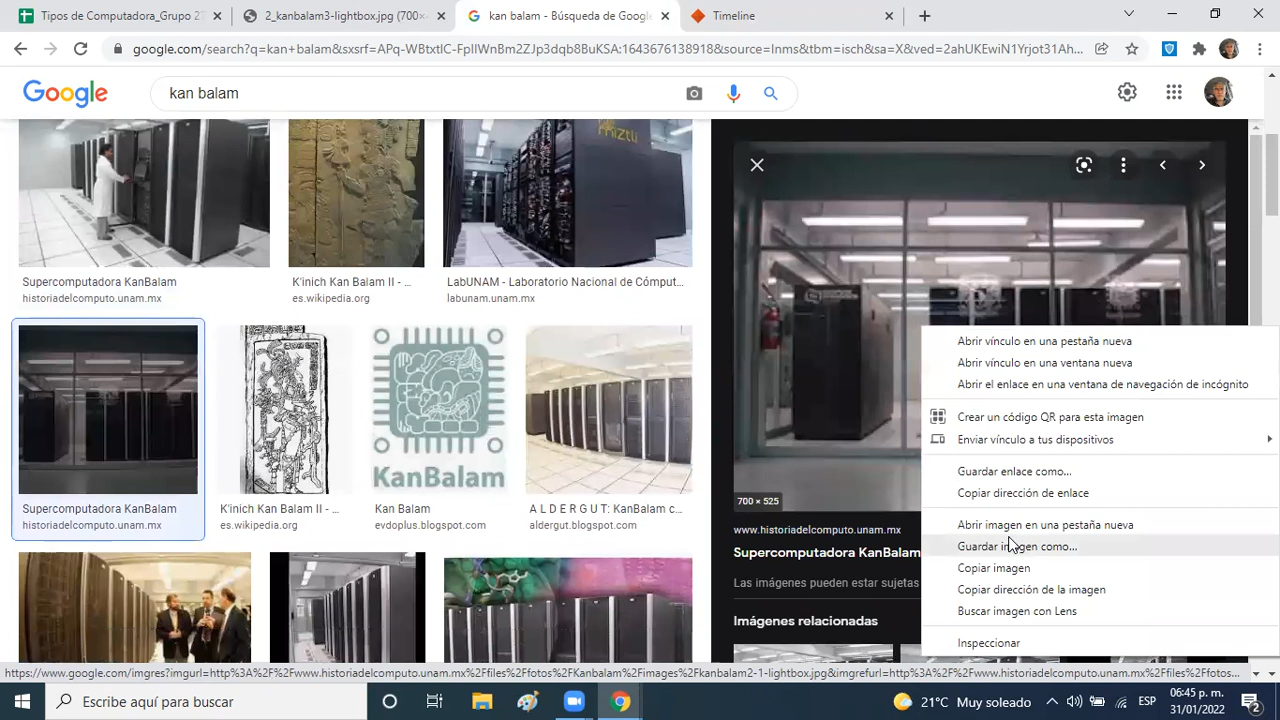 Tipos de Computadora_Grupo 2
2_kanbalam3-lightbox.jpg (700×
kan balam - Búsqueda de Google
Timeline
google.com/search?q=kan+balam&sxsrf=APq-WBtxtC-FplIWnBm2ZJp3dqb8BuKSA:1643676138918&source=lnms&tbm=isch&sa=X&ved=2ahUKEwiN1Yrjot31Ah...
Google
kan balam
Supercomputadora KanBalam
historiadelcomputo.unam.mx
K'inich Kan Balam II - ...
es.wikipedia.org
miztli
LabUNAM - Laboratorio Nacional de Cómput...
labunam.unam.mx
Supercomputadora KanBalam
historiadelcomputo.unam.mx
K'inich Kan Balam II - ...
es.wikipedia.org
KanBalam
Kan Balam
evdoplus.blogspot.com
A L D E R G U T: KanBalam c...
aldergut.blogspot.com
700 × 525
www.historiadelcomputo.unam.mx
Supercomputadora KanBalam
Las imágenes pueden estar sujetas
Imágenes relacionadas
Abrir vínculo en una pestaña nueva
Abrir vínculo en una ventana nueva
Abrir el enlace en una ventana de navegación de incógnito
Crear un código QR para esta imagen
Enviar vínculo a tus dispositivos
Guardar enlace como...
Copiar dirección de enlace
Abrir imagen en una pestaña nueva
Guardar imagen como...
Copiar imagen
Copiar dirección de la imagen
Buscar imagen con Lens
Inspeccionar
https://www.google.com/imgres?imgurl=http%3A%2F%2Fwww.historiadelcomputo.unam.mx%2Ffiles%2Ffotos%2FKanbalam%2Fimages%2Fkanbalam2-1-lightbox.jpg&imgrefurl=http%3A%2F%2Fwww.historiadelcomputo.unam.mx%2Ffiles%2Ffotos...
Escribe aquí para buscar
21°C Muy soleado
ESP
06:45 p. m.
31/01/2022
2